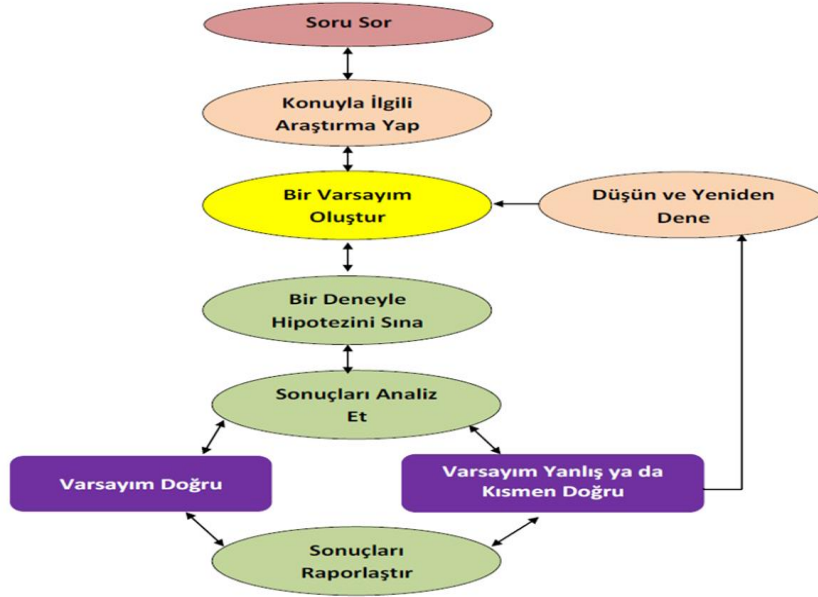 Soru Sor
Konuyla İlgili
Araştırma Yap
Bir Varsayım
Oluştur
Düşün ve Yeniden
Dene
Bir Deneyle
Hipotezini Sına
Sonuçları Analiz
Et
Varsayım Doğru
Varsayım Yanlış ya da
Kısmen Doğru
Sonuçları
Raporlaştır